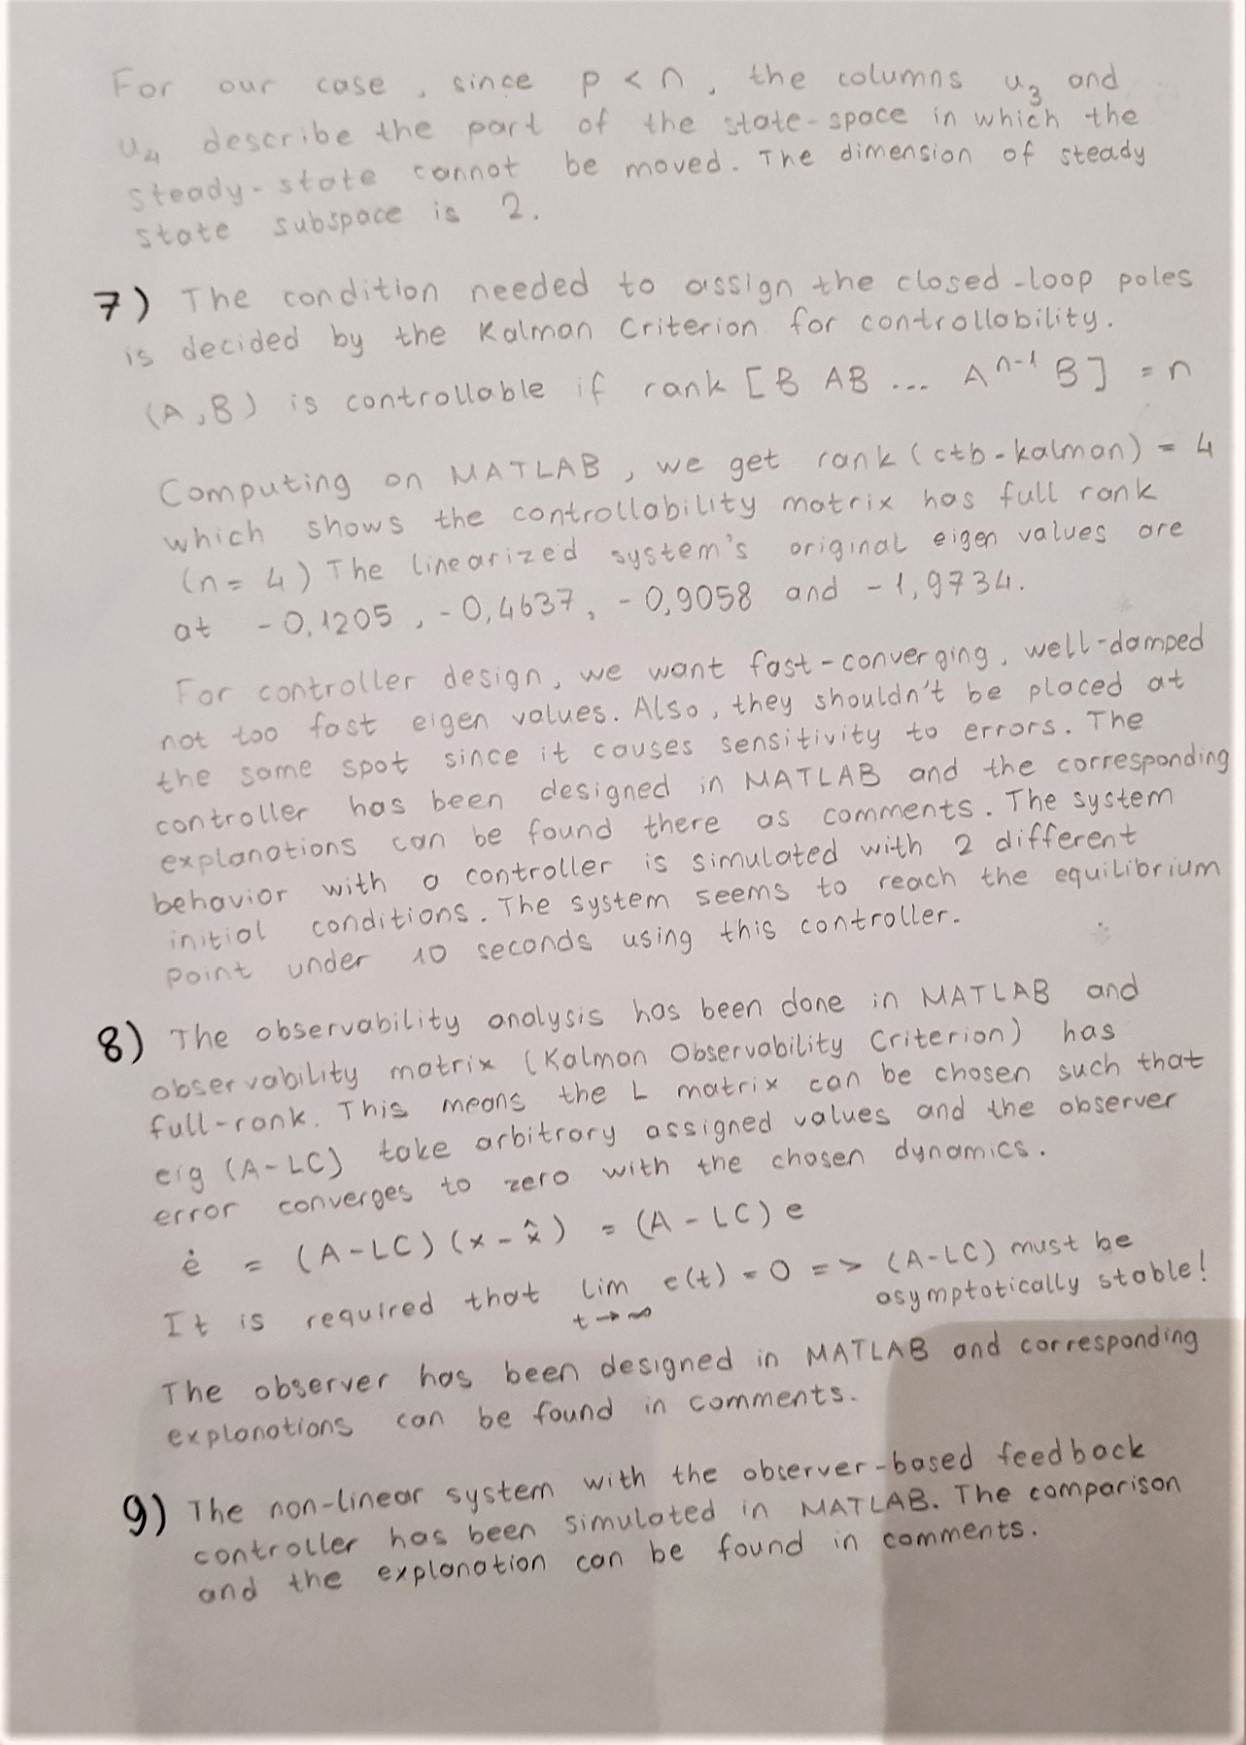 For our case, since p < n, the columns u₃ and
u₄ describe the part of the state-space in which the
steady-state cannot be moved. The dimension of steady
state subspace is 2.
7) The condition needed to assign the closed-loop poles
is decided by the Kalman Criterion for controllability.
(A,B) is controllable if rank [B AB ... Aⁿ⁻¹ B] = n
Computing on MATLAB, we get rank (ctb-kalman) = 4
which shows the controllability matrix has full rank
(n = 4) The linearized system's original eigen values are
at -0,1205, -0,4637, -0,9058 and -1,9734.
For controller design, we want fast-converging, well-damped
not too fast eigen values. Also, they shouldn't be placed at
the same spot since it causes sensitivity to errors. The
controller has been designed in MATLAB and the corresponding
explanations can be found there as comments. The system
behavior with a controller is simulated with 2 different
initial conditions. The system seems to reach the equilibrium
point under 10 seconds using this controller.
8) The observability analysis has been done in MATLAB and
observability matrix (Kalman Observability Criterion) has
full-rank. This means the L matrix can be chosen such that
eig (A-LC) take arbitrary assigned values and the observer
error converges to zero with the chosen dynamics.
ė = (A-LC) (x - x̂) = (A - LC) e
It is required that lim e(t) = 0 => (A-LC) must be
t→∞ asymptotically stable!
The observer has been designed in MATLAB and corresponding
explanations can be found in comments.
9) The non-linear system with the observer-based feedback
controller has been simulated in MATLAB. The comparison
and the explanation can be found in comments.